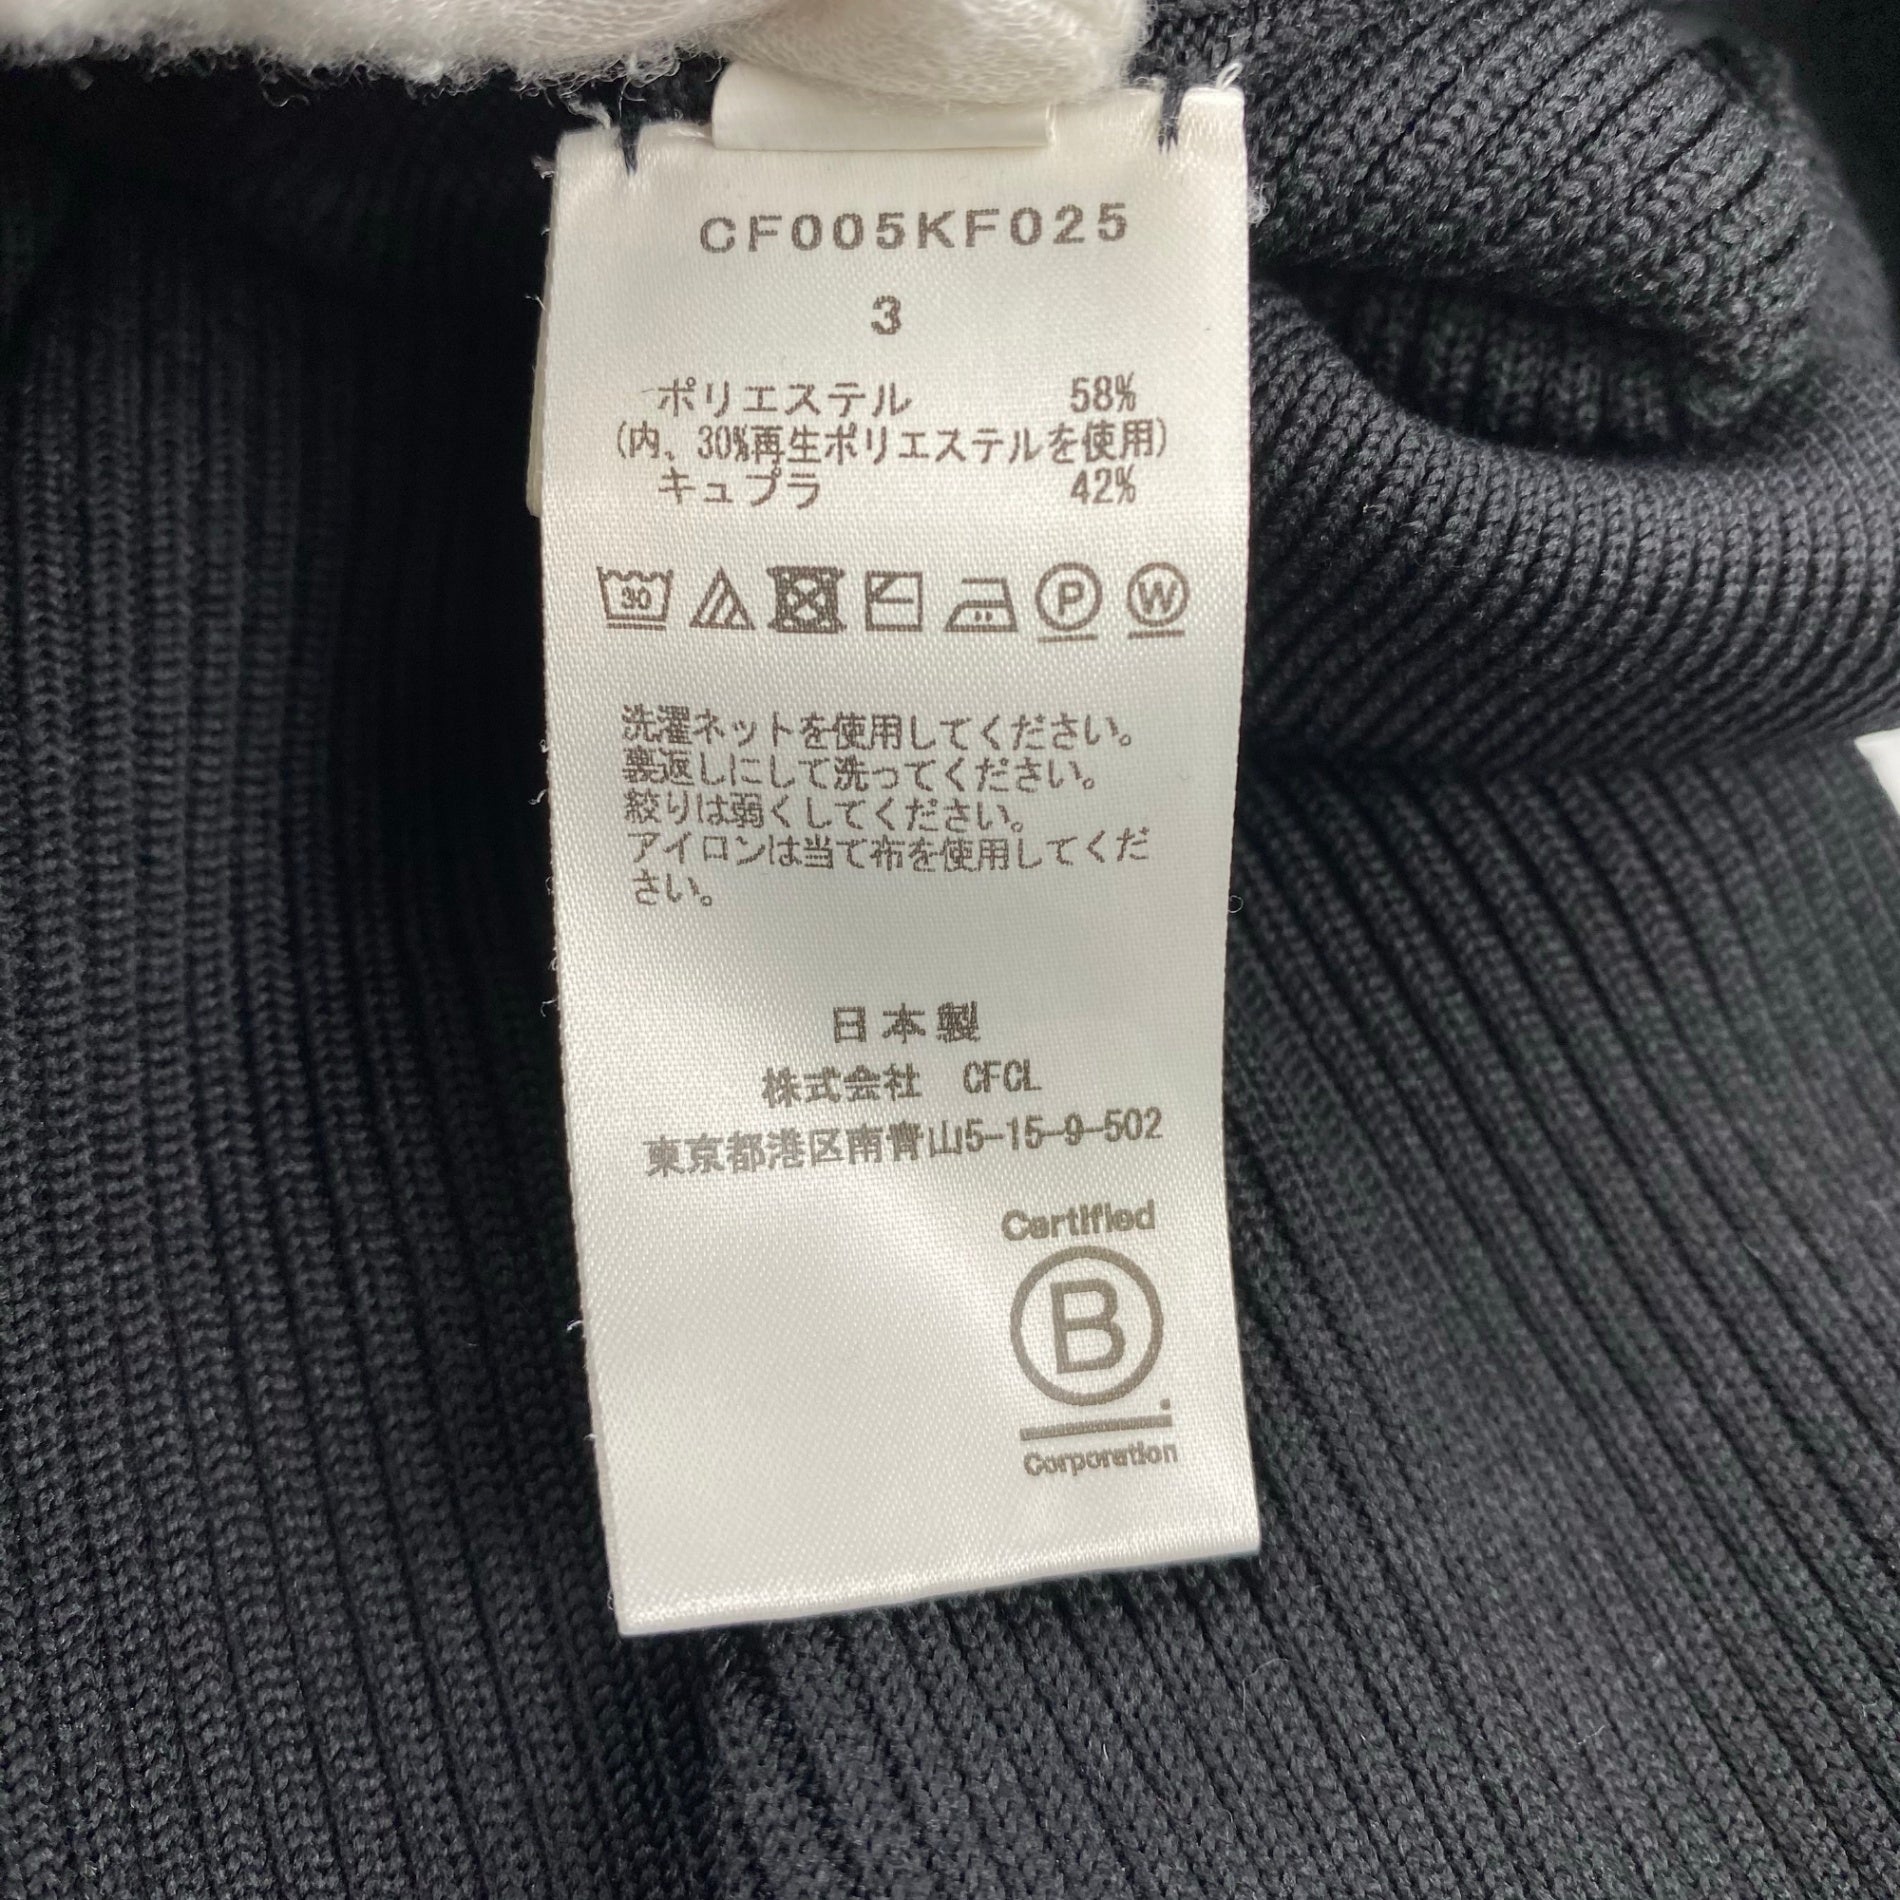 CF005KF025
3
ポリエステル 58%
(内、30%再生ポリエステルを使用)
キュプラ 42%
30 P W
洗濯ネットを使用してください。
裏返しにして洗ってください。
絞りは弱くしてください。
アイロンは当て布を使用してくだ
さい。
日本製
株式会社 CFCL
東京都港区南青山5-15-9-502
Certified
B
Corporation